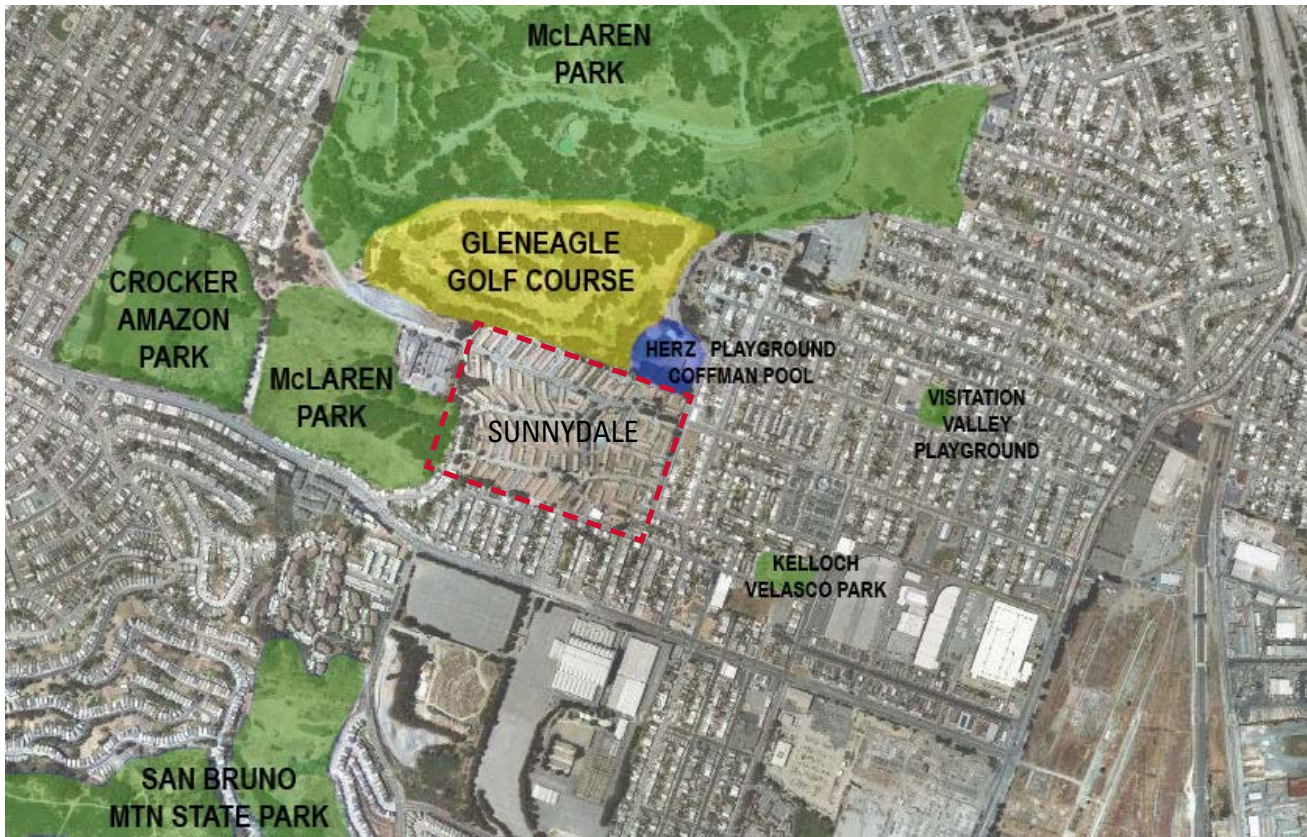 McLAREN
PARK
GLENEAGLE
GOLF COURSE
CROCKER
AMAZON
PARK
McLAREN
PARK
HERZ PLAYGROUND
COFFMAN POOL
SUNNYDALE
VISITATION
VALLEY
PLAYGROUND
KELLOCH
VELASCO PARK
SAN BRUNO
MTN STATE PARK